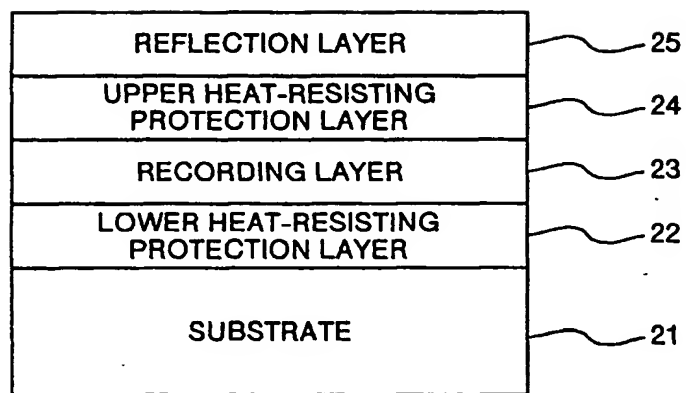 REFLECTION LAYER 25
UPPER HEAT-RESISTING
PROTECTION LAYER 24
RECORDING LAYER 23
LOWER HEAT-RESISTING
PROTECTION LAYER 22
SUBSTRATE 21